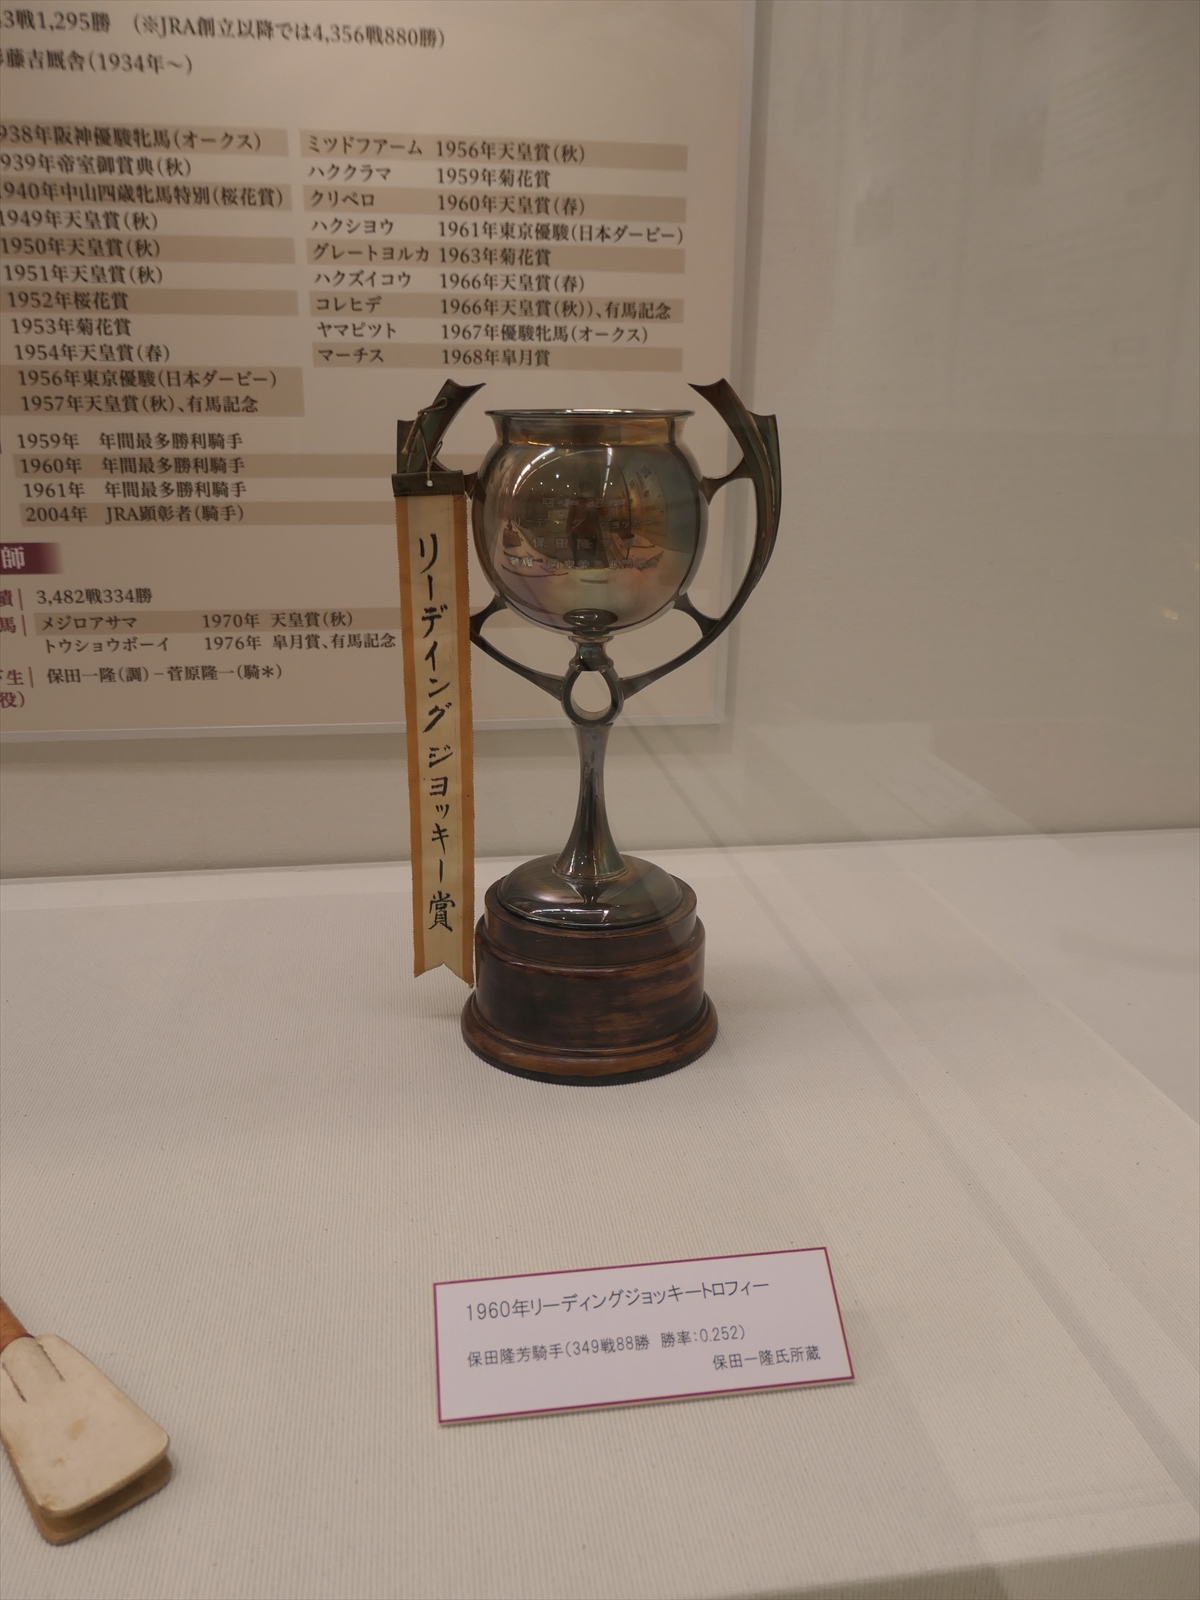 3戦1,295勝 (※JRA創立以降では4,356戦880勝)
藤吉厩舎(1934年～)
938年阪神優駿牝馬(オークス)
939年帝室御賞典(秋)
1940年中山四歳牝馬特別(桜花賞)
1949年天皇賞(秋)
1950年天皇賞(秋)
1951年天皇賞(秋)
1952年桜花賞
1953年菊花賞
1954年天皇賞(春)
1956年東京優駿(日本ダービー)
1957年天皇賞(秋)、有馬記念
ミツドフアーム 1956年天皇賞(秋)
ハククラマ 1959年菊花賞
クリペロ 1960年天皇賞(春)
ハクシヨウ 1961年東京優駿(日本ダービー)
グレートヨルカ 1963年菊花賞
ハクズイコウ 1966年天皇賞(春)
コレヒデ 1966年天皇賞(秋))、有馬記念
ヤマピツト 1967年優駿牝馬(オークス)
マーチス 1968年皐月賞
1959年 年間最多勝利騎手
1960年 年間最多勝利騎手
1961年 年間最多勝利騎手
2004年 JRA顕彰者(騎手)
師
績 3,482戦334勝
馬 メジロアサマ 1970年 天皇賞(秋)
トウショウボーイ 1976年 皐月賞、有馬記念
生 保田一隆(調)－菅原隆一(騎＊)
役)
リーディングジョッキー賞
リーディング ジョッキー
保田隆芳
1960年リーディングジョッキートロフィー
保田隆芳騎手(349戦88勝 勝率:0.252)
保田一隆氏所蔵